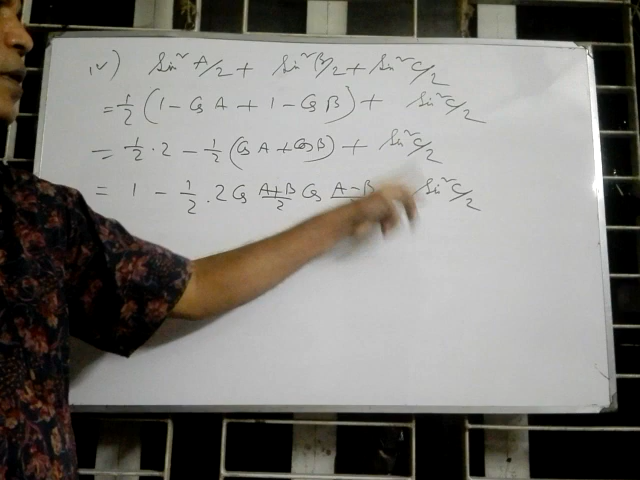 iv) Sin²A/2 + Sin²B/2 + Sin²C/2
= 1/2 (1 - Cos A + 1 - Cos B) + Sin²C/2
= 1/2 · 2 - 1/2 (Cos A + Cos B) + Sin²C/2
= 1 - 1/2 · 2 Cos A+B/2 Cos A-B Sin²C/2